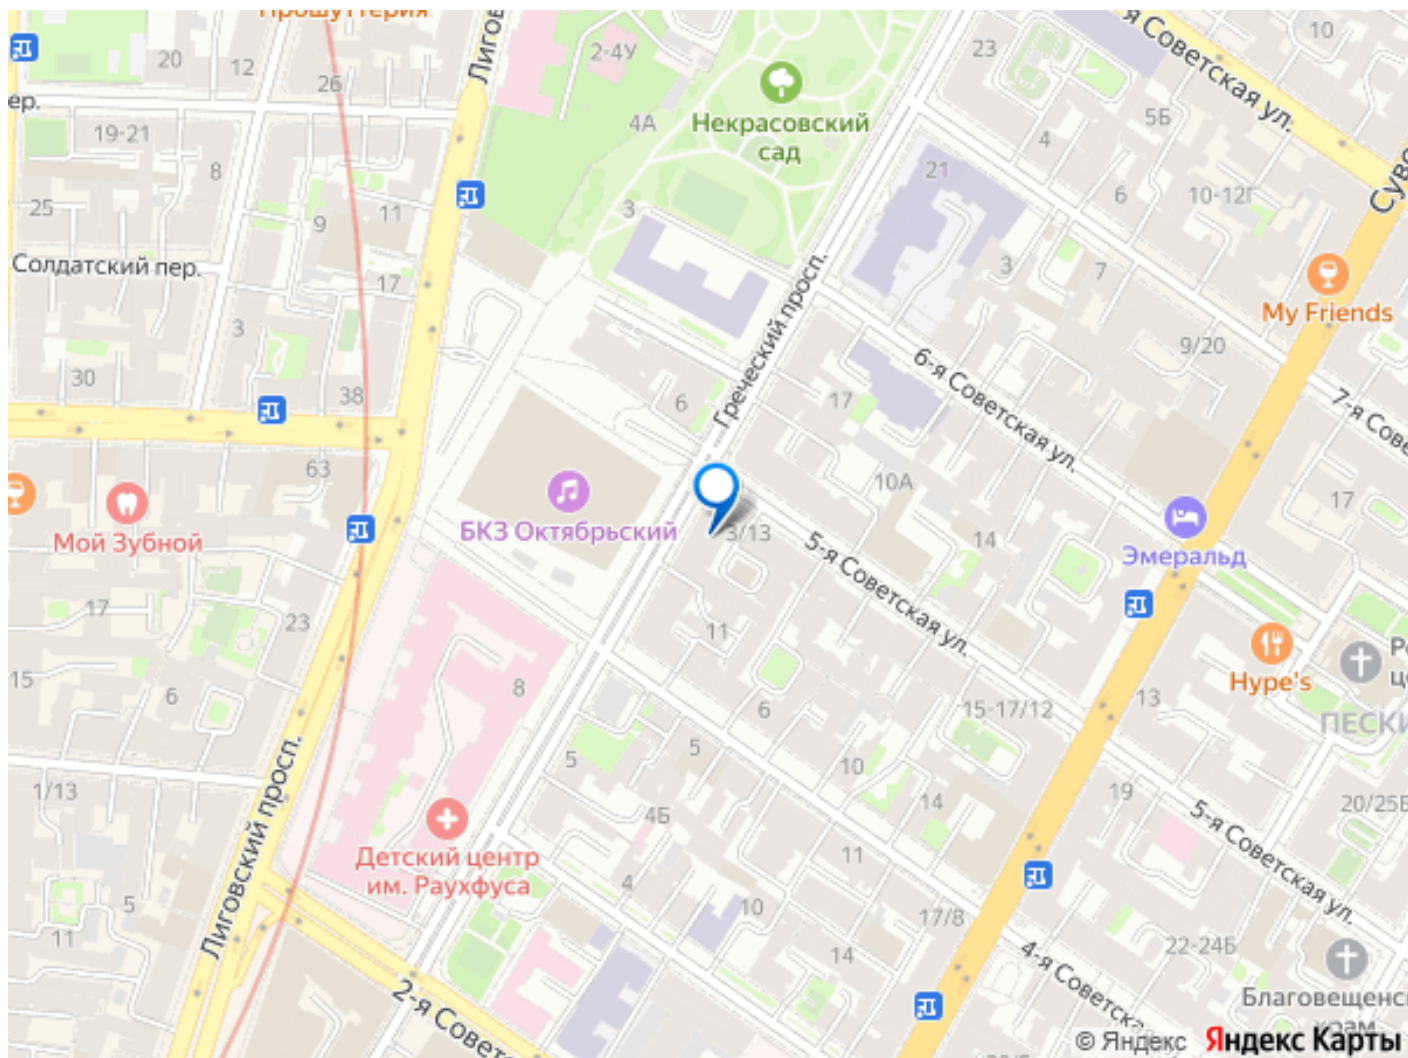 Прошуттерия
20
12
26
2-4У
Лигов
23
10
я Советская ул.
ер.
19-21
8
4А
Некрасовский
сад
5Б
4
21
6
10-12Г
Суво
25
9
11
3
Солдатский пер.
17
3
7
My Friends
Греческий просп.
3
38
30
6
17
6-я Советская ул.
9/20
7-я Сове
63
Мой Зубной
БКЗ Октябрьский
3/13
10А
14
5-я Советская ул.
Эмеральд
17
17
23
11
15
6
8
6
15-17/12
13
Hype's
ПЕСКИ
5
5
10
14
19
1/13
Лиговский просп.
4Б
11
5-я Советская ул.
20/25Б
Детский центр
им. Раухфуса
5
11
4
10
17/8
14
22-24Б
4-я Советска
2-я Советс
Благовещенс
храм
© Яндекс Яндекс Карты